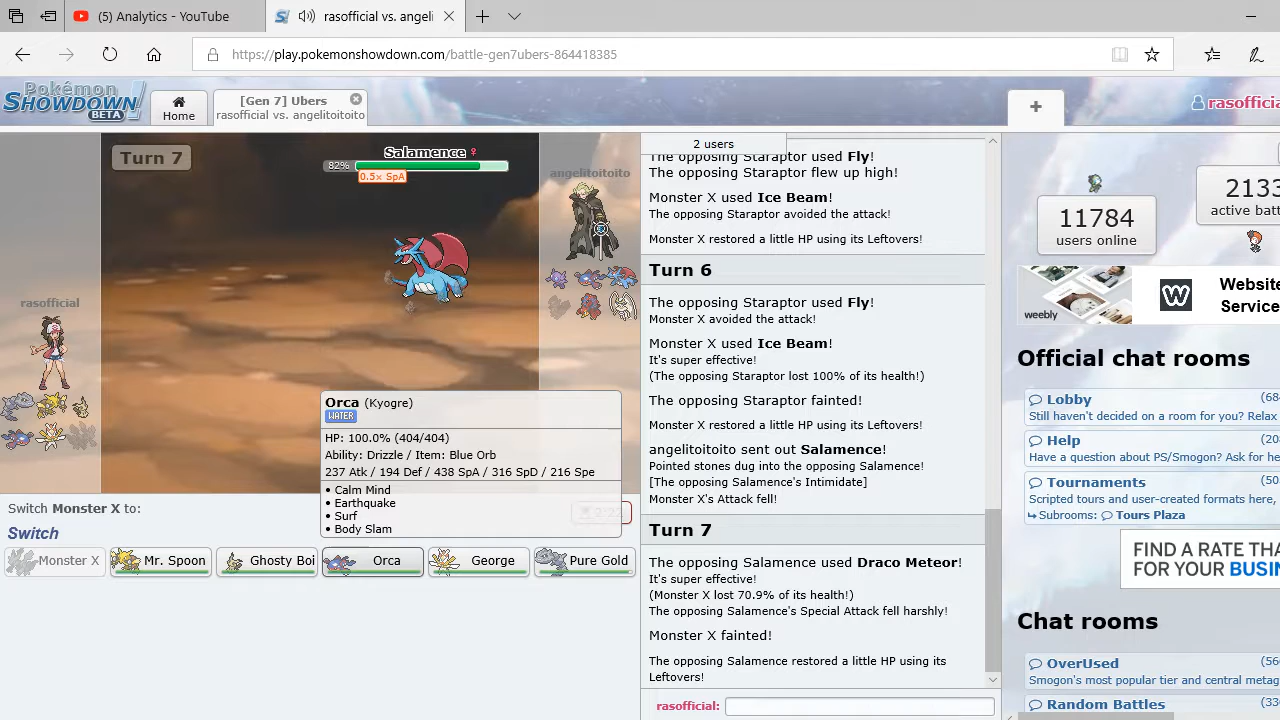 (5) Analytics - YouTube
rasofficial vs. angeli
https://play.pokemonshowdown.com/battle-gen7ubers-864418385
Pokémon
SHOWDOWN
BETA
Home
[Gen 7] Ubers
rasofficial vs. angelitoitoito
rasofficial
Turn 7
Salamence ♀
82%
0.5× SpA
angelitoitoito
rasofficial
Orca (Kyogre)
WATER
HP: 100.0% (404/404)
Ability: Drizzle / Item: Blue Orb
237 Atk / 194 Def / 438 SpA / 316 SpD / 216 Spe
• Calm Mind
• Earthquake
• Surf
• Body Slam
Switch Monster X to:
Switch
Monster X
Mr. Spoon
Ghosty Boi
Orca
George
Pure Gold
2 users
The opposing Staraptor used Fly!
The opposing Staraptor flew up high!
Monster X used Ice Beam!
The opposing Staraptor avoided the attack!
Monster X restored a little HP using its Leftovers!
Turn 6
The opposing Staraptor used Fly!
Monster X avoided the attack!
Monster X used Ice Beam!
It's super effective!
(The opposing Staraptor lost 100% of its health!)
The opposing Staraptor fainted!
Monster X restored a little HP using its Leftovers!
angelitoitoito sent out Salamence!
Pointed stones dug into the opposing Salamence!
[The opposing Salamence's Intimidate]
Monster X's Attack fell!
Turn 7
The opposing Salamence used Draco Meteor!
It's super effective!
(Monster X lost 70.9% of its health!)
The opposing Salamence's Special Attack fell harshly!
Monster X fainted!
The opposing Salamence restored a little HP using its
Leftovers!
rasofficial:
11784
users online
2133
active batt
weebly
W
Website
Service
Official chat rooms
Lobby
(68
Still haven't decided on a room for you? Relax
Help
(20
Have a question about PS/Smogon? Ask for he
Tournaments
(50
Scripted tours and user-created formats here,
Subrooms: Tours Plaza
FIND A RATE THA
FOR YOUR BUSIN
Chat rooms
OverUsed
(56
Smogon's most popular tier and central metag
Random Battles
(33